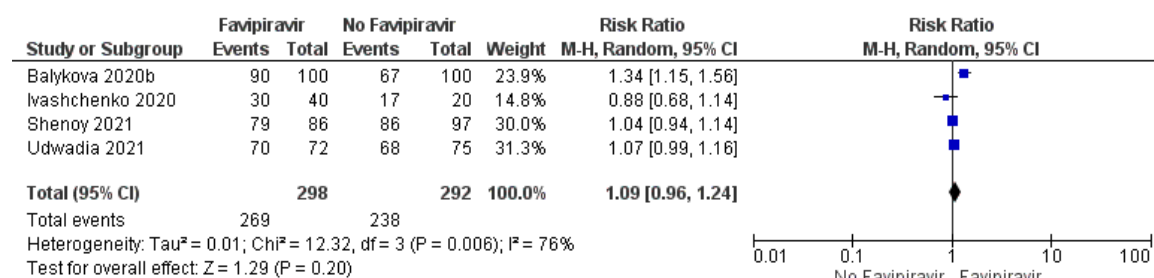 Favipiravir No Favipiravir Risk Ratio Risk Ratio
Study or Subgroup Events Total Events Total Weight M-H, Random, 95% CI M-H, Random, 95% CI
Balykova 2020b 90 100 67 100 23.9% 1.34 [1.15, 1.56]
Ivashchenko 2020 30 40 17 20 14.8% 0.88 [0.68, 1.14]
Shenoy 2021 79 86 86 97 30.0% 1.04 [0.94, 1.14]
Udwadia 2021 70 72 68 75 31.3% 1.07 [0.99, 1.16]
Total (95% CI) 298 292 100.0% 1.09 [0.96, 1.24]
Total events 269 238
Heterogeneity: Tau² = 0.01; Chi² = 12.32, df = 3 (P = 0.006); I² = 76%
Test for overall effect: Z = 1.29 (P = 0.20)
0.01 0.1 1 10 100
No Favipiravir Favipiravir